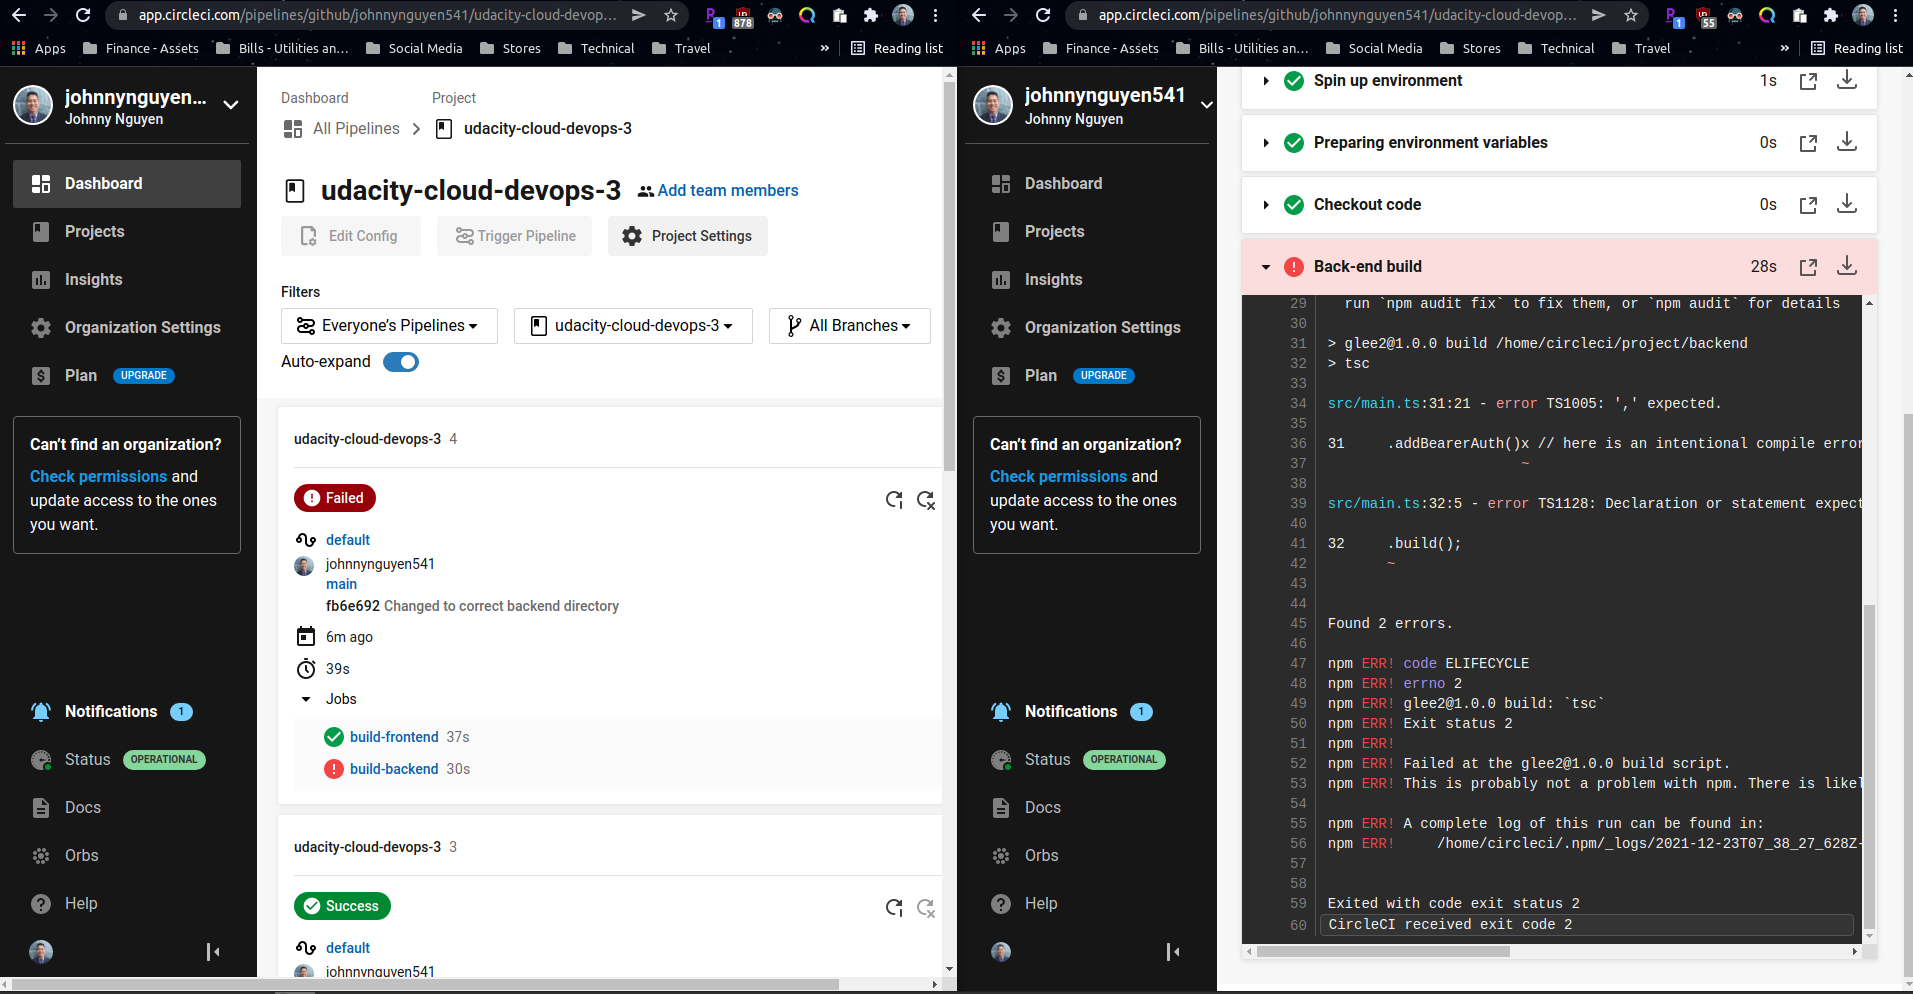 app.circleci.com/pipelines/github/johnnynguyen541/udacity-cloud-devop...
1
878
Apps
Finance - Assets
Bills - Utilities an...
Social Media
Stores
Technical
Travel
»
Reading list
johnnynguyen...
Johnny Nguyen
Dashboard
Projects
Insights
Organization Settings
Plan
UPGRADE
Can't find an organization?
Check permissions and
update access to the ones
you want.
Notifications
1
Status
OPERATIONAL
Docs
Orbs
Help
Dashboard
Project
All Pipelines
udacity-cloud-devops-3
udacity-cloud-devops-3
Add team members
Edit Config
Trigger Pipeline
Project Settings
Filters
Everyone's Pipelines
udacity-cloud-devops-3
All Branches
Auto-expand
udacity-cloud-devops-3 4
Failed
default
johnnynguyen541
main
fb6e692 Changed to correct backend directory
6m ago
39s
Jobs
build-frontend 37s
build-backend 30s
udacity-cloud-devops-3 3
Success
default
johnnynguyen541
app.circleci.com/pipelines/github/johnnynguyen541/udacity-cloud-devop...
1
55
Apps
Finance - Assets
Bills - Utilities an...
Social Media
Stores
Technical
Travel
»
Reading list
johnnynguyen541
Johnny Nguyen
Dashboard
Projects
Insights
Organization Settings
Plan
UPGRADE
Can't find an organization?
Check permissions and
update access to the ones
you want.
Notifications
1
Status
OPERATIONAL
Docs
Orbs
Help
Spin up environment 1s
Preparing environment variables 0s
Checkout code 0s
Back-end build 28s
29 run `npm audit fix` to fix them, or `npm audit` for details
30
31 > glee2@1.0.0 build /home/circleci/project/backend
32 > tsc
33
34 src/main.ts:31:21 - error TS1005: ',' expected.
35
36 31 .addBearerAuth()x // here is an intentional compile error
37 ~
38
39 src/main.ts:32:5 - error TS1128: Declaration or statement expect
40
41 32 .build();
42 ~
43
44
45 Found 2 errors.
46
47 npm ERR! code ELIFECYCLE
48 npm ERR! errno 2
49 npm ERR! glee2@1.0.0 build: `tsc`
50 npm ERR! Exit status 2
51 npm ERR!
52 npm ERR! Failed at the glee2@1.0.0 build script.
53 npm ERR! This is probably not a problem with npm. There is likel
54
55 npm ERR! A complete log of this run can be found in:
56 npm ERR! /home/circleci/.npm/_logs/2021-12-23T07_38_27_628Z-
57
58
59 Exited with code exit status 2
60 CircleCI received exit code 2